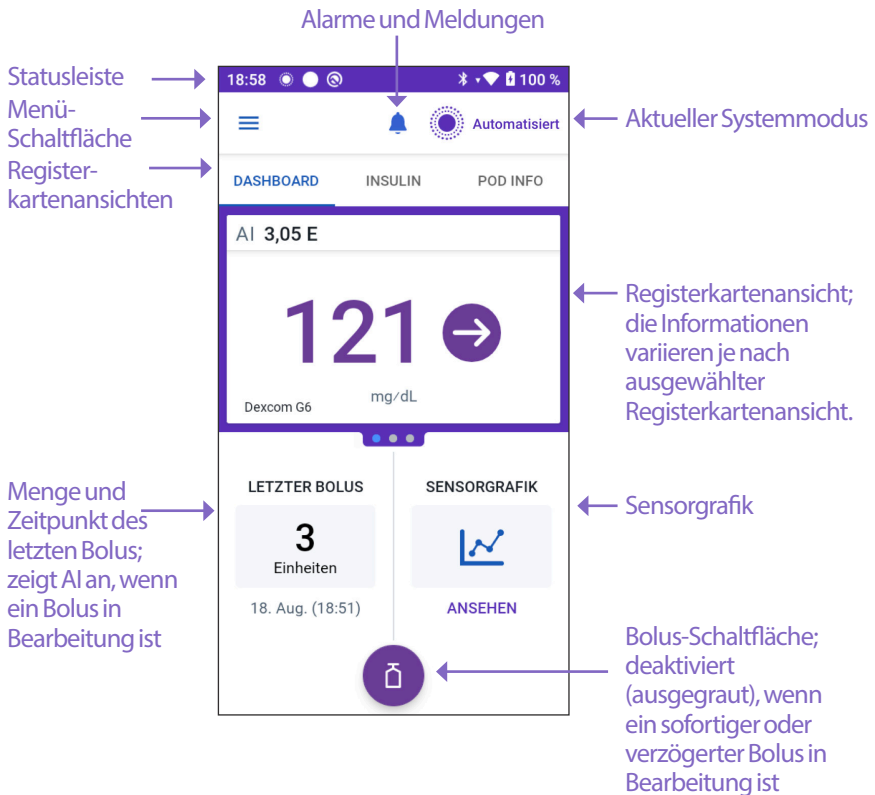 Alarme und Meldungen
Statusleiste
Menü-
Schaltfläche
Register-
kartenansichten
18:58
100 %
Automatisiert
Aktueller Systemmodus
DASHBOARD
INSULIN
POD INFO
AI 3,05 E
121
mg/dL
Dexcom G6
Registerkartenansicht;
die Informationen
variieren je nach
ausgewählter
Registerkartenansicht.
Menge und
Zeitpunkt des
letzten Bolus;
zeigt AI an, wenn
ein Bolus in
Bearbeitung ist
LETZTER BOLUS
3
Einheiten
18. Aug. (18:51)
SENSORGRAFIK
ANSEHEN
Sensorgrafik
Bolus-Schaltfläche;
deaktiviert
(ausgegraut), wenn
ein sofortiger oder
verzögerter Bolus in
Bearbeitung ist